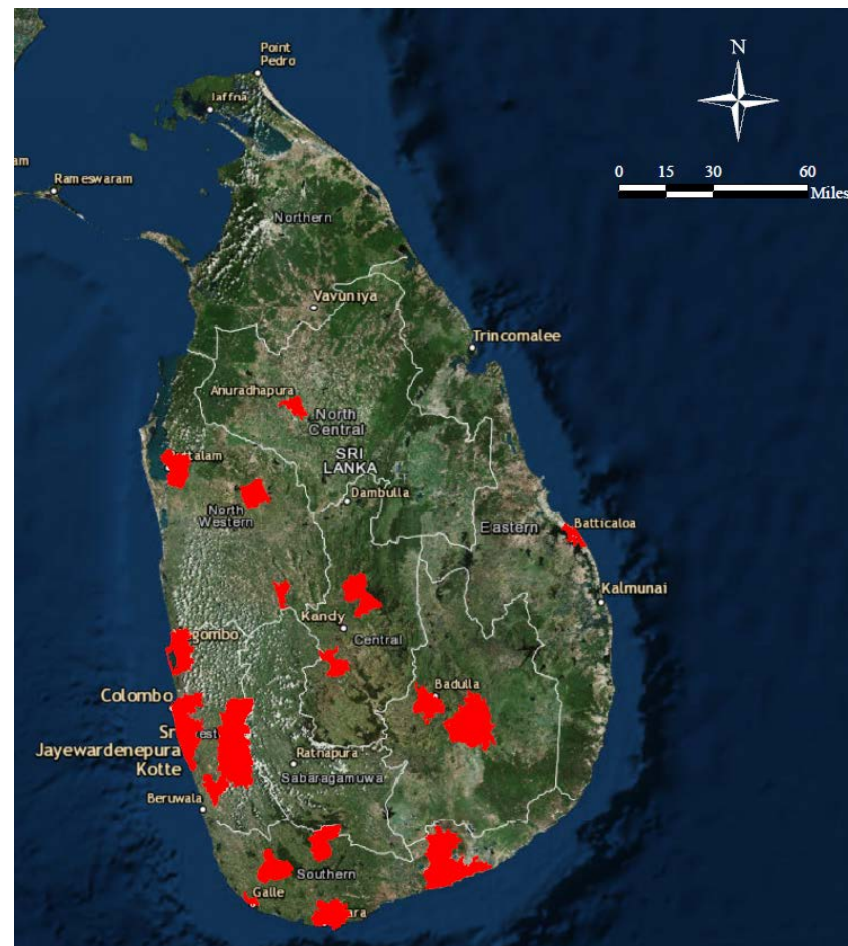 Point
Pedro
N
Jaffna
0 15 30 60
Miles
Rameswaram
Northern
Vavuniya
Trincomalee
Anuradhapura
North
Central
SRI
LANKA
Dambulla
North
Western
Eastern
Batticaloa
Kalmunai
Kandy
Central
Colombo
Badulla
Sri
Jayewardenepura
Kotte
Ratnapura
Sabaragamuwa
Beruwala
Southern
Galle